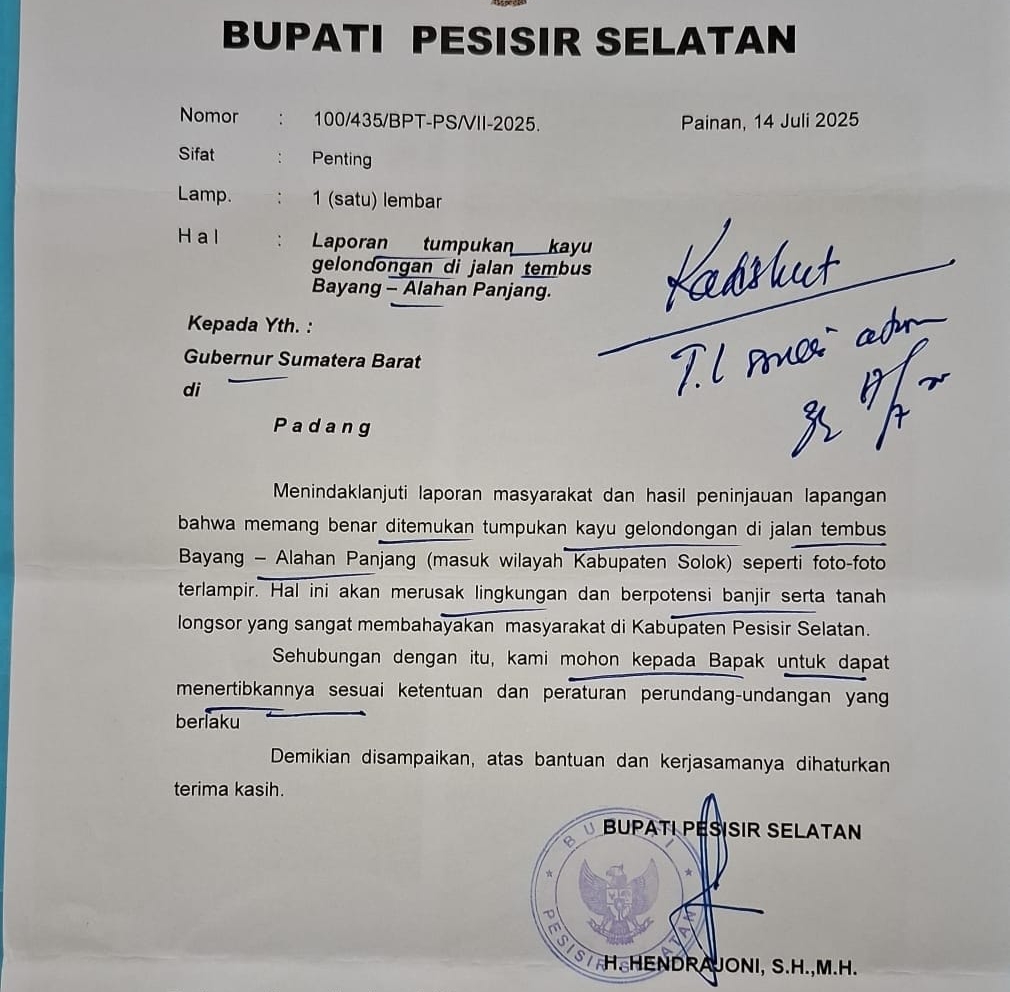 BUPATI PESISIR SELATAN
Nomor : 100/435/BPT-PS/VII-2025. Painan, 14 Juli 2025
Sifat : Penting
Lamp. : 1 (satu) lembar
H a l : Laporan tumpukan kayu
gelondongan di jalan tembus
Bayang – Alahan Panjang.
Kadishut
T.L
Kepada Yth. :
Gubernur Sumatera Barat
di
P a d a n g
Menindaklanjuti laporan masyarakat dan hasil peninjauan lapangan
bahwa memang benar ditemukan tumpukan kayu gelondongan di jalan tembus
Bayang – Alahan Panjang (masuk wilayah Kabupaten Solok) seperti foto-foto
terlampir. Hal ini akan merusak lingkungan dan berpotensi banjir serta tanah
longsor yang sangat membahayakan masyarakat di Kabupaten Pesisir Selatan.
Sehubungan dengan itu, kami mohon kepada Bapak untuk dapat
menertibkannya sesuai ketentuan dan peraturan perundang-undangan yang
berlaku
Demikian disampaikan, atas bantuan dan kerjasamanya dihaturkan
terima kasih.
BUPATI PESISIR SELATAN
BUPATI
PESISIR SELATAN
H. HENDRAJONI, S.H.,M.H.